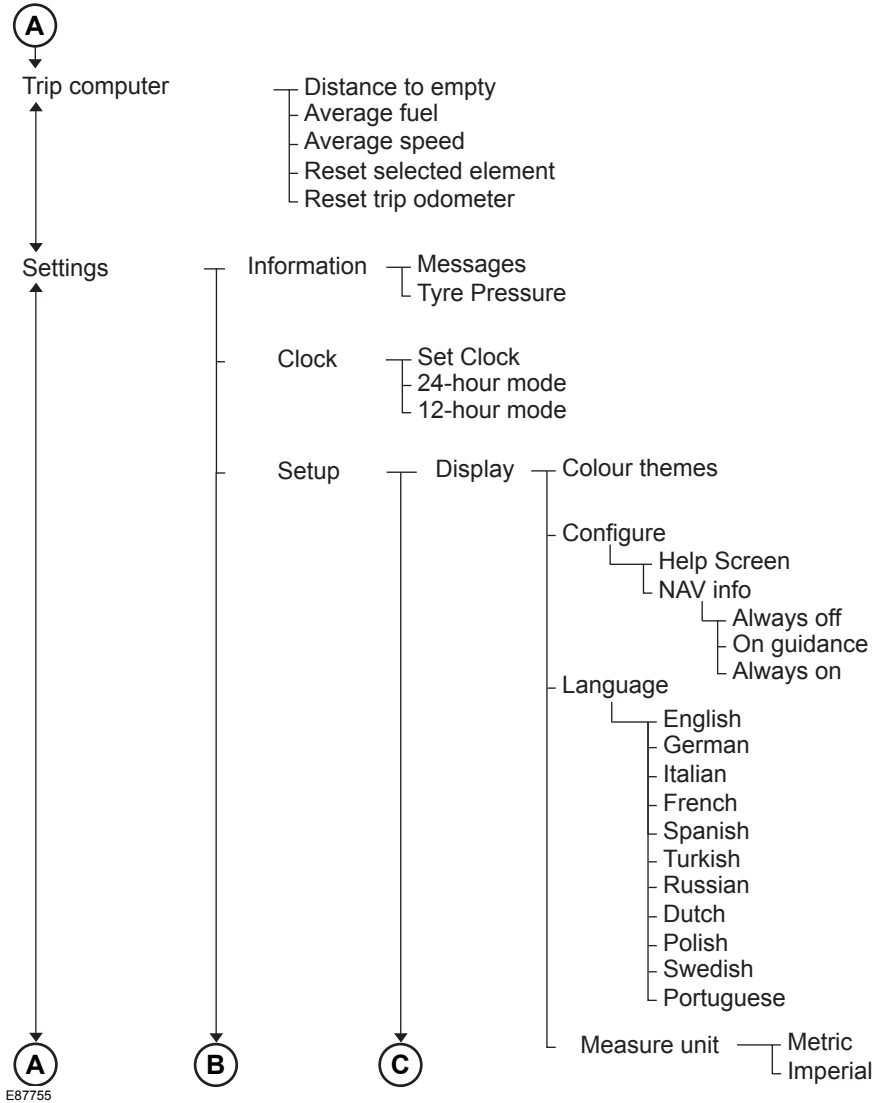 A
Trip computer
Distance to empty
Average fuel
Average speed
Reset selected element
Reset trip odometer
Settings
Information
Messages
Tyre Pressure
Clock
Set Clock
24-hour mode
12-hour mode
Setup
Display
Colour themes
Configure
Help Screen
NAV info
Always off
On guidance
Always on
Language
English
German
Italian
French
Spanish
Turkish
Russian
Dutch
Polish
Swedish
Portuguese
Measure unit
Metric
Imperial
A
B
C
E87755